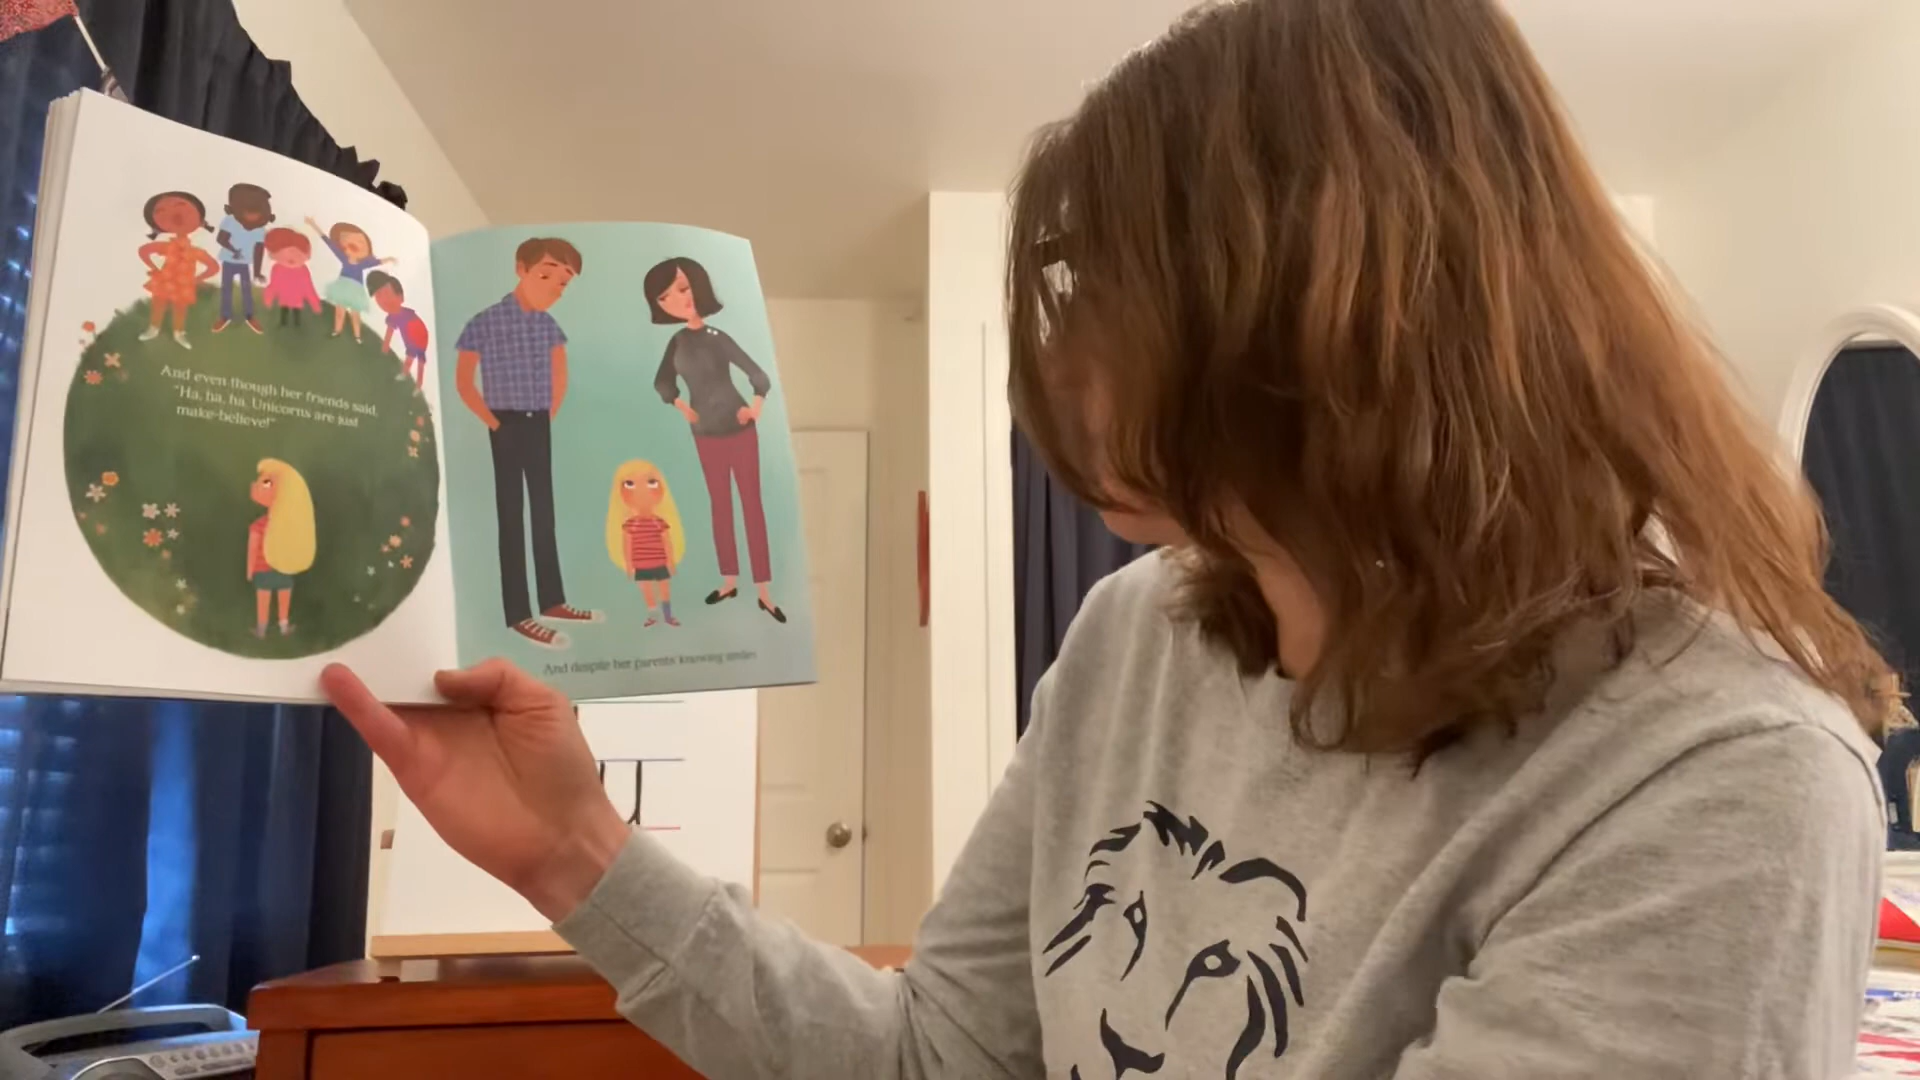 And even though her friends said,
"Ha, ha, ha. Unicorns are just
make-believe!"
And despite her parents' knowing smiles